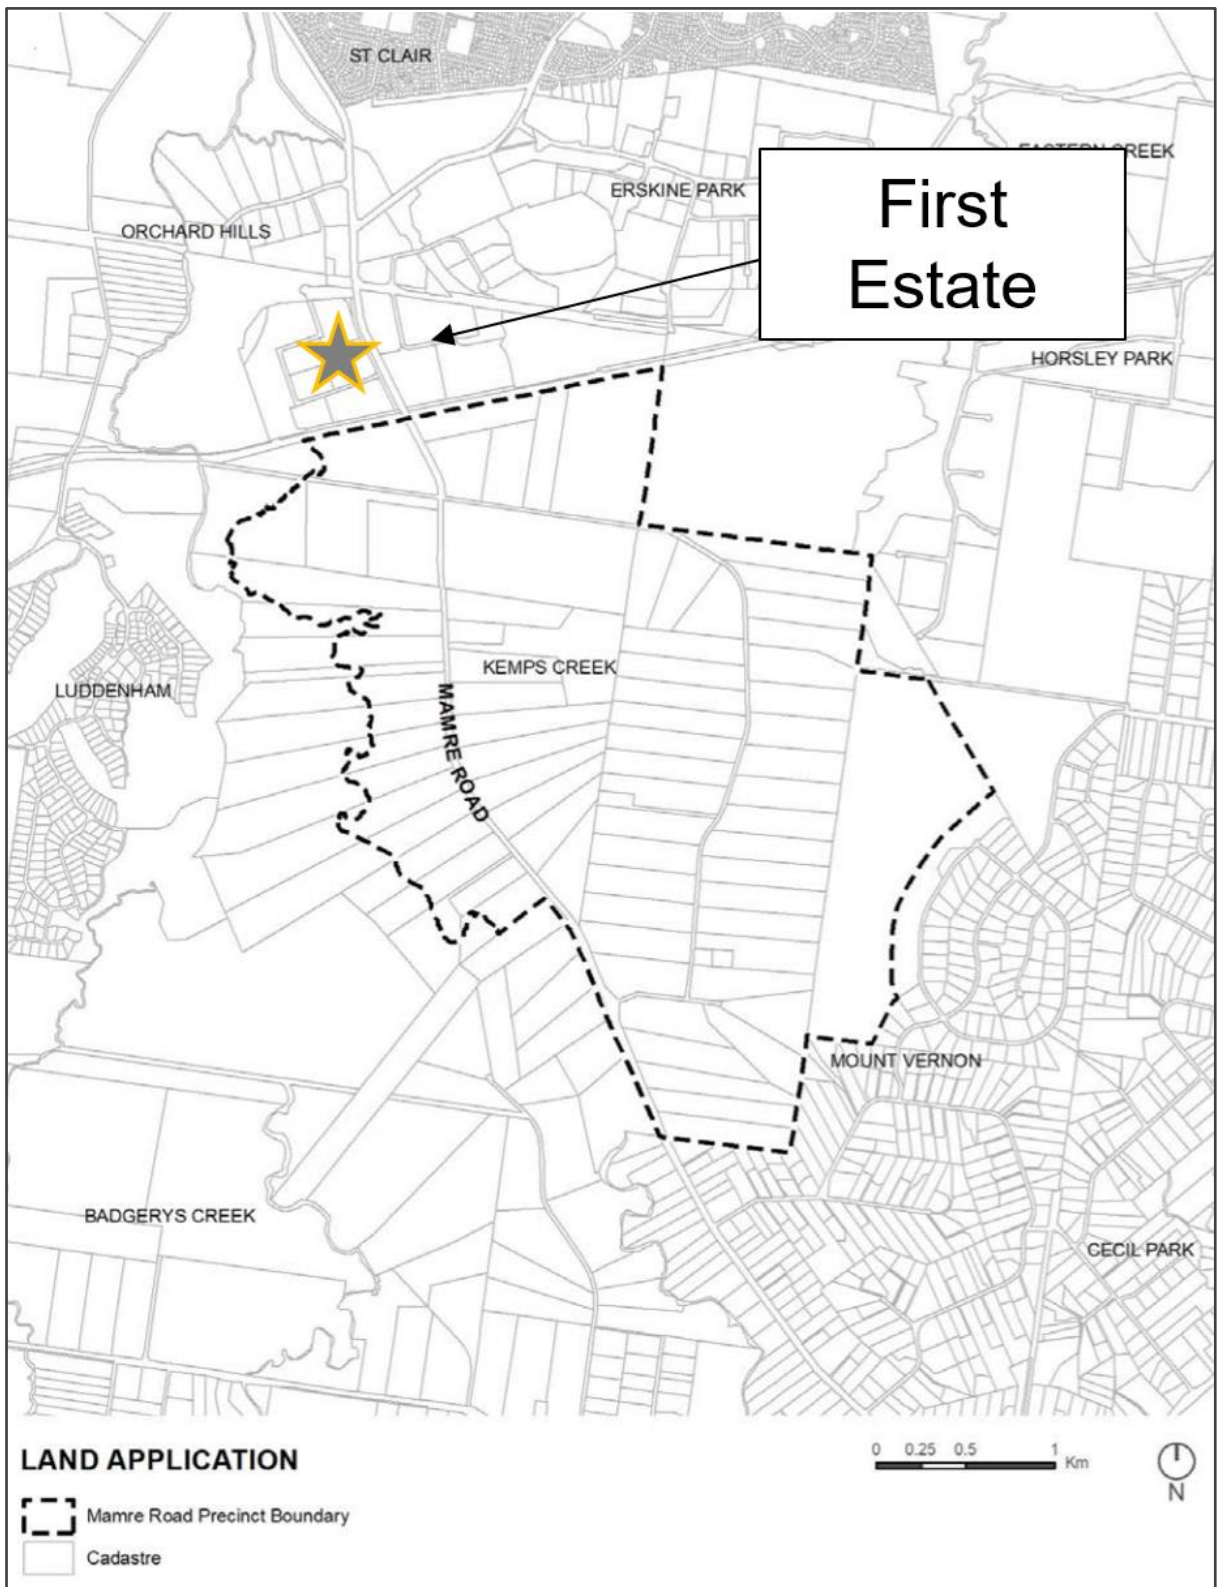 ST CLAIR
EASTERN CREEK
ERSKINE PARK
First
Estate
ORCHARD HILLS
HORSLEY PARK
KEMPS CREEK
LUDDENHAM
MAMRE ROAD
MOUNT VERNON
BADGERYS CREEK
CECIL PARK
LAND APPLICATION
0 0.25 0.5 1 Km
N
Mamre Road Precinct Boundary
Cadastre